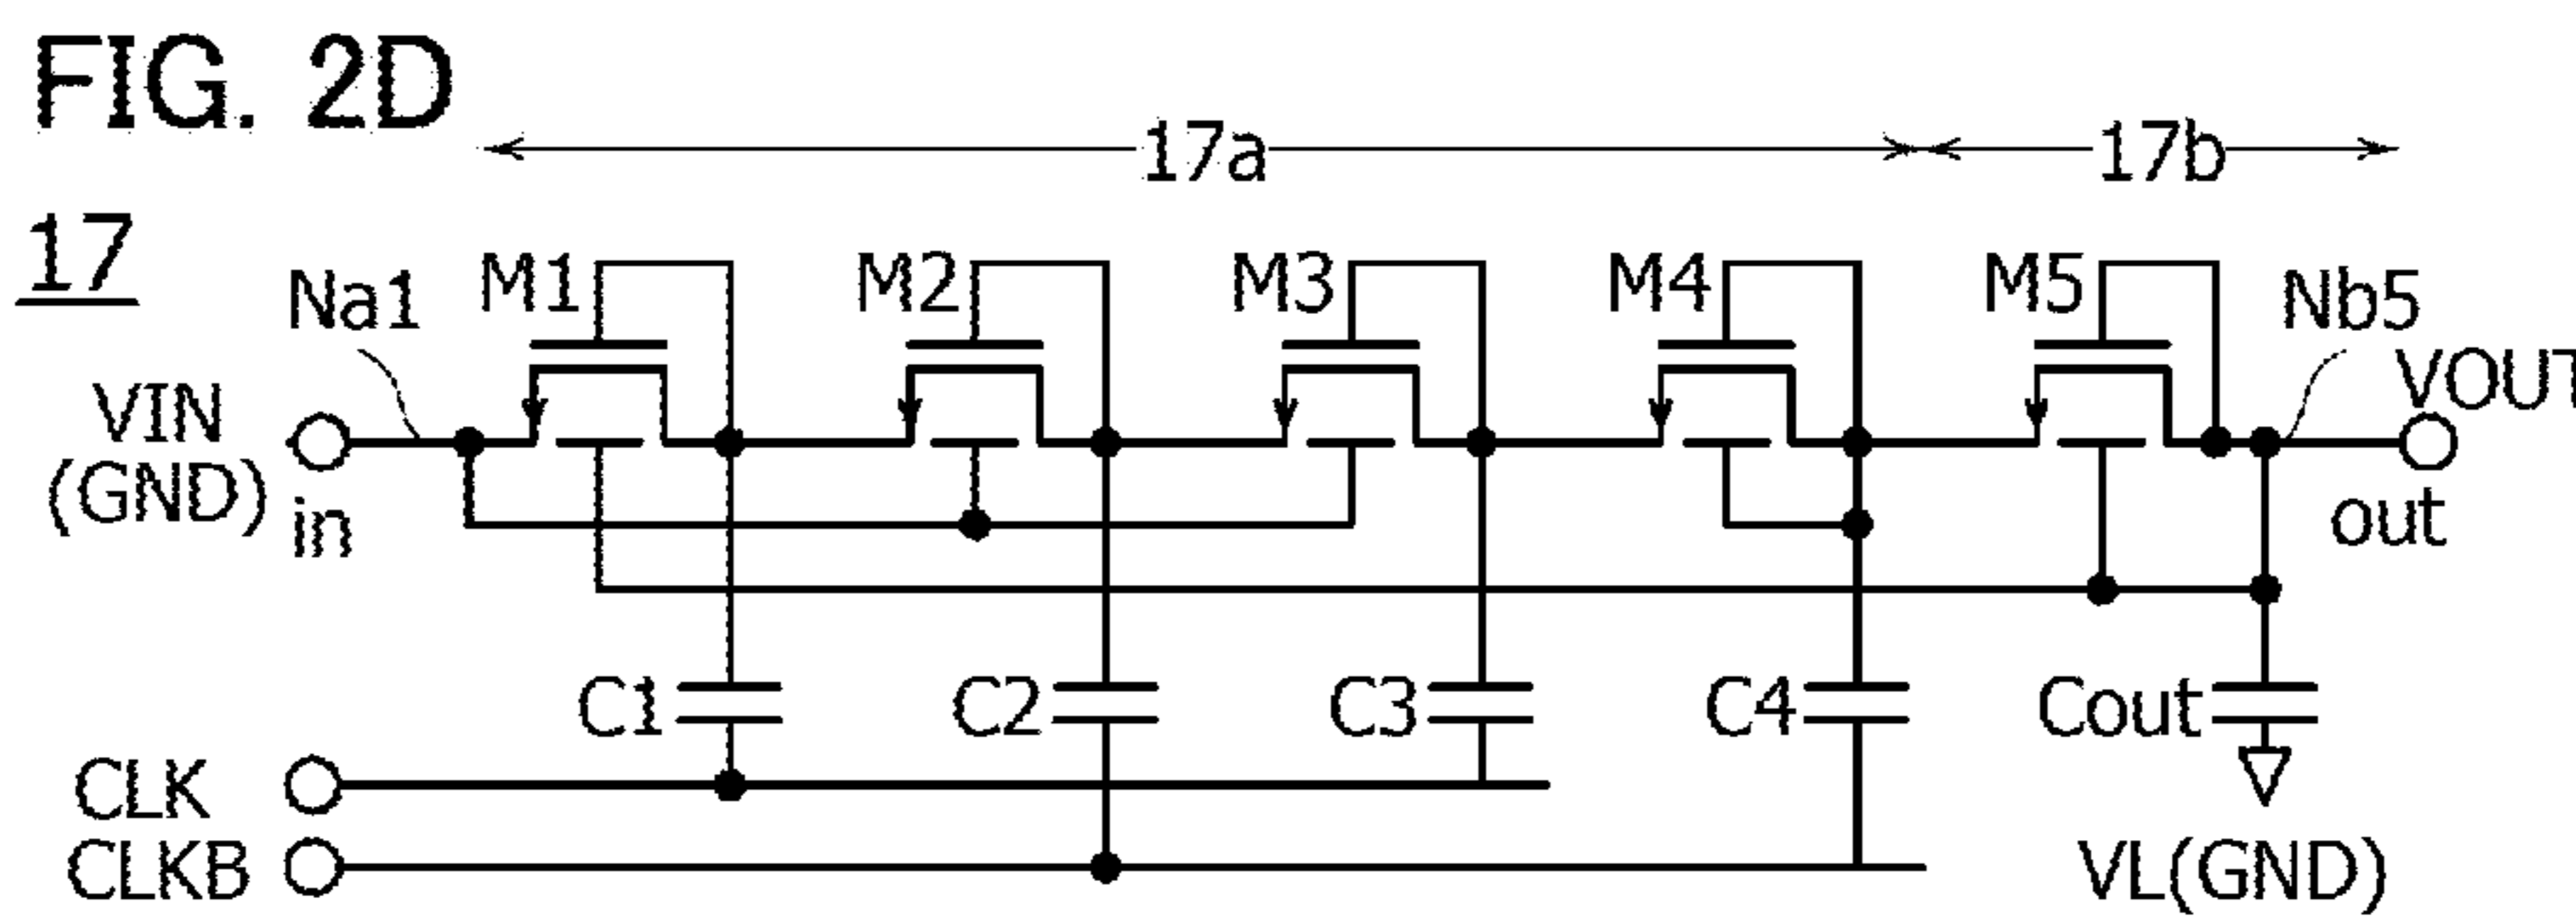 FIG. 2D
17a
17b
17
Na1
M1
M2
M3
M4
M5
Nb5
VIN
(GND)
in
VOUT
out
C1
C2
C3
C4
Cout
CLK
CLKB
VL(GND)